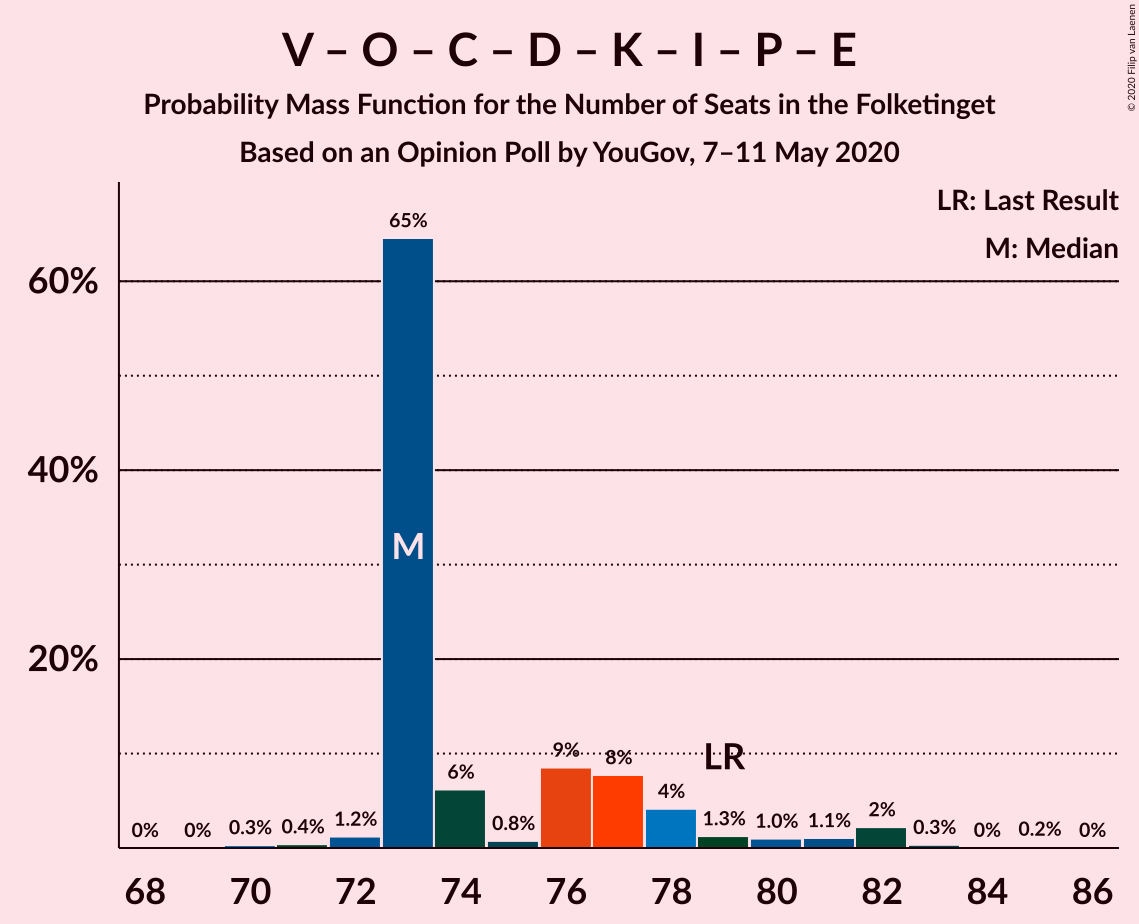 V – O – C – D – K – I – P – E
Probability Mass Function for the Number of Seats in the Folketinget
Based on an Opinion Poll by YouGov, 7–11 May 2020
© 2020 Filip van Laenen
LR: Last Result
M: Median
60%
40%
20%
65%
M
LR
0% 0% 0.3% 0.4% 1.2% 6% 0.8% 9% 8% 4% 1.3% 1.0% 1.1% 2% 0.3% 0% 0.2% 0%
68 70 72 74 76 78 80 82 84 86